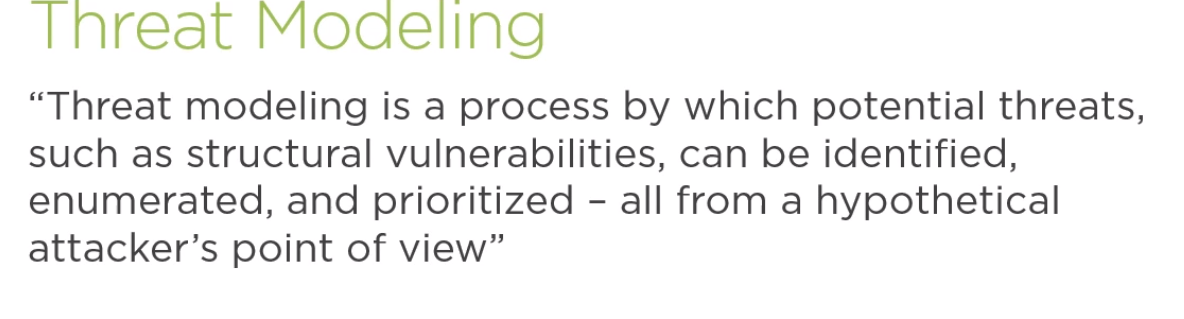 Threat Modeling
“Threat modeling is a process by which potential threats,
such as structural vulnerabilities, can be identified,
enumerated, and prioritized – all from a hypothetical
attacker’s point of view”